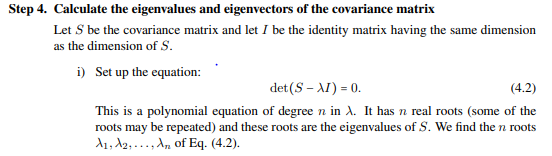 Step 4. Calculate the eigenvalues and eigenvectors of the covariance matrix
Let S be the covariance matrix and let I be the identity matrix having the same dimension
as the dimension of S.
i) Set up the equation:
det(S − λI) = 0. (4.2)
This is a polynomial equation of degree n in λ. It has n real roots (some of the
roots may be repeated) and these roots are the eigenvalues of S. We find the n roots
λ₁, λ₂, . . . , λₙ of Eq. (4.2).